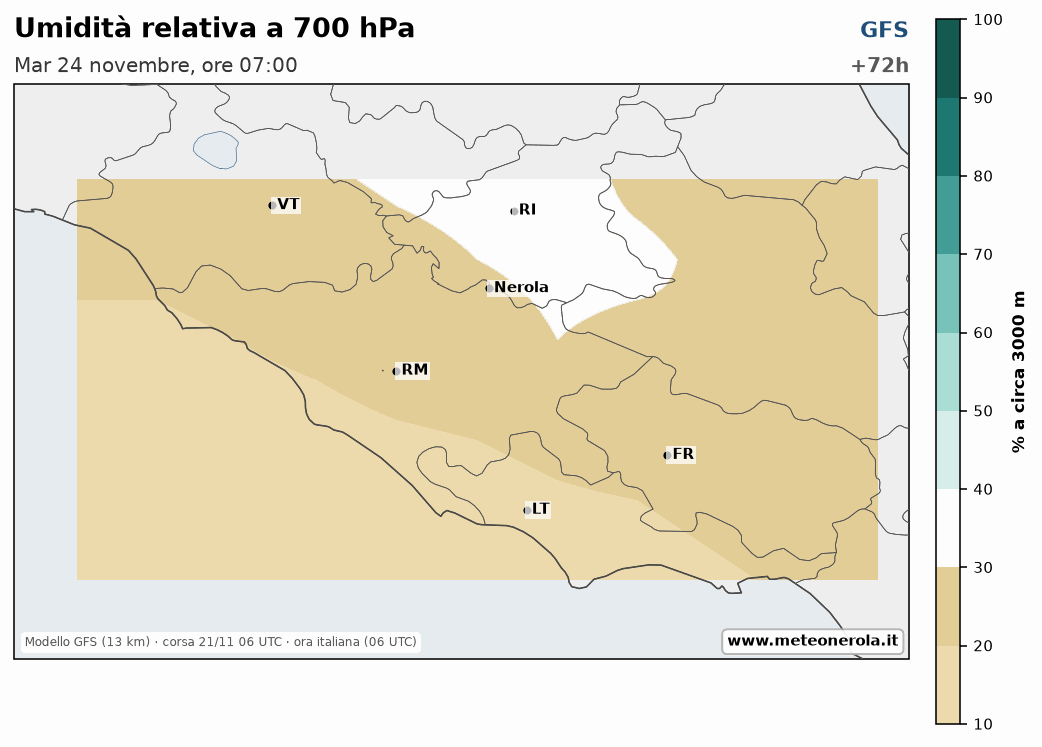 Umidità relativa a 700 hPa
GFS
Mar 24 novembre, ore 07:00
+72h
100
90
80
70
60
50
40
30
20
10
% a circa 3000 m
VT
RI
Nerola
RM
FR
LT
Modello GFS (13 km) · corsa 21/11 06 UTC · ora italiana (06 UTC)
www.meteonerola.it